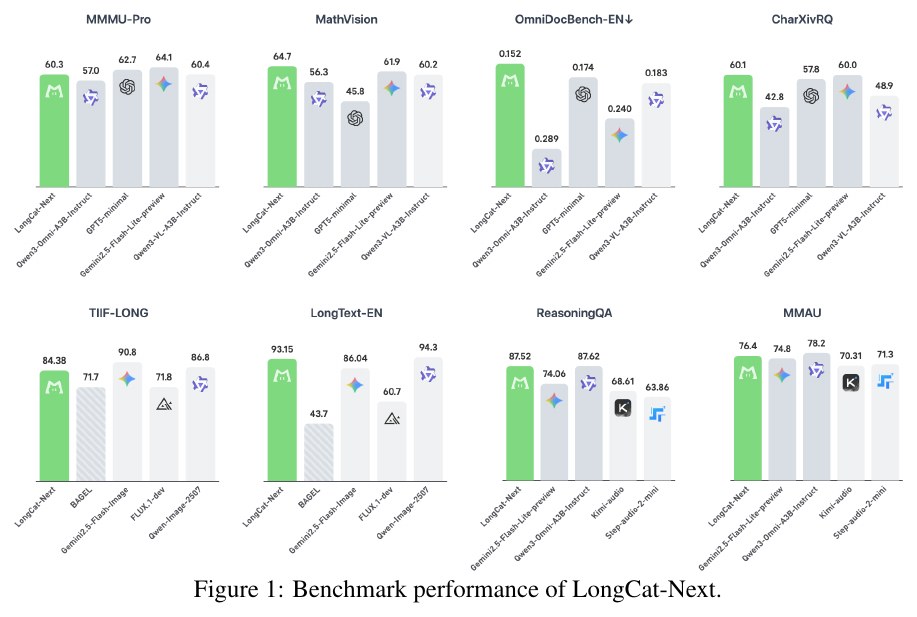 MMMU-Pro
60.3
57.0
62.7
64.1
60.4
LongCat-Next
Qwen3-Omni-A3B-Instruct
GPT5-minimal
Gemini2.5-Flash-Lite-preview
Qwen3-VL-A3B-Instruct
MathVision
64.7
56.3
45.8
61.9
60.2
LongCat-Next
Qwen3-Omni-A3B-Instruct
GPT5-minimal
Gemini2.5-Flash-Lite-preview
Qwen3-VL-A3B-Instruct
OmniDocBench-EN↓
0.152
0.289
0.174
0.240
0.183
LongCat-Next
Qwen3-Omni-A3B-Instruct
GPT5-minimal
Gemini2.5-Flash-Lite-preview
Qwen3-VL-A3B-Instruct
CharXivRQ
60.1
42.8
57.8
60.0
48.9
LongCat-Next
Qwen3-Omni-A3B-Instruct
GPT5-minimal
Gemini2.5-Flash-Lite-preview
Qwen3-VL-A3B-Instruct
TIIF-LONG
84.38
71.7
90.8
71.8
86.8
LongCat-Next
BAGEL
Gemini2.5-Flash-Image
FLUX.1-dev
Qwen-Image-2507
LongText-EN
93.15
43.7
86.04
60.7
94.3
LongCat-Next
BAGEL
Gemini2.5-Flash-Image
FLUX.1-dev
Qwen-Image-2507
ReasoningQA
87.52
74.06
87.62
68.61
63.86
LongCat-Next
Gemini2.5-Flash-Lite-preview
Qwen3-Omni-A3B-Instruct
Kimi-audio
Step-audio-2-mini
MMAU
76.4
74.8
78.2
70.31
71.3
LongCat-Next
Gemini2.5-Flash-Lite-preview
Qwen3-Omni-A3B-Instruct
Kimi-audio
Step-audio-2-mini
Figure 1: Benchmark performance of LongCat-Next.